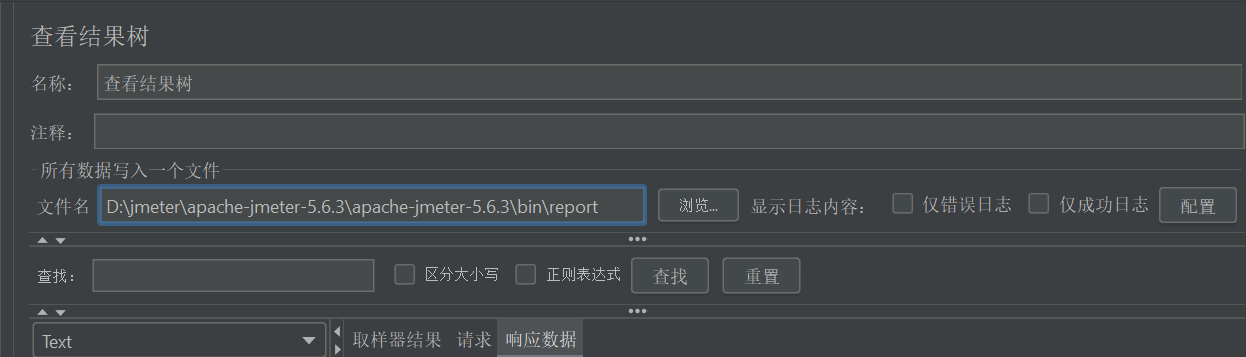 查看结果树
名称： 查看结果树
注释：
所有数据写入一个文件
文件名 D:\jmeter\apache-jmeter-5.6.3\apache-jmeter-5.6.3\bin\report 浏览... 显示日志内容： 仅错误日志 仅成功日志 配置
查找： 区分大小写 正则表达式 查找 重置
Text 取样器结果 请求 响应数据